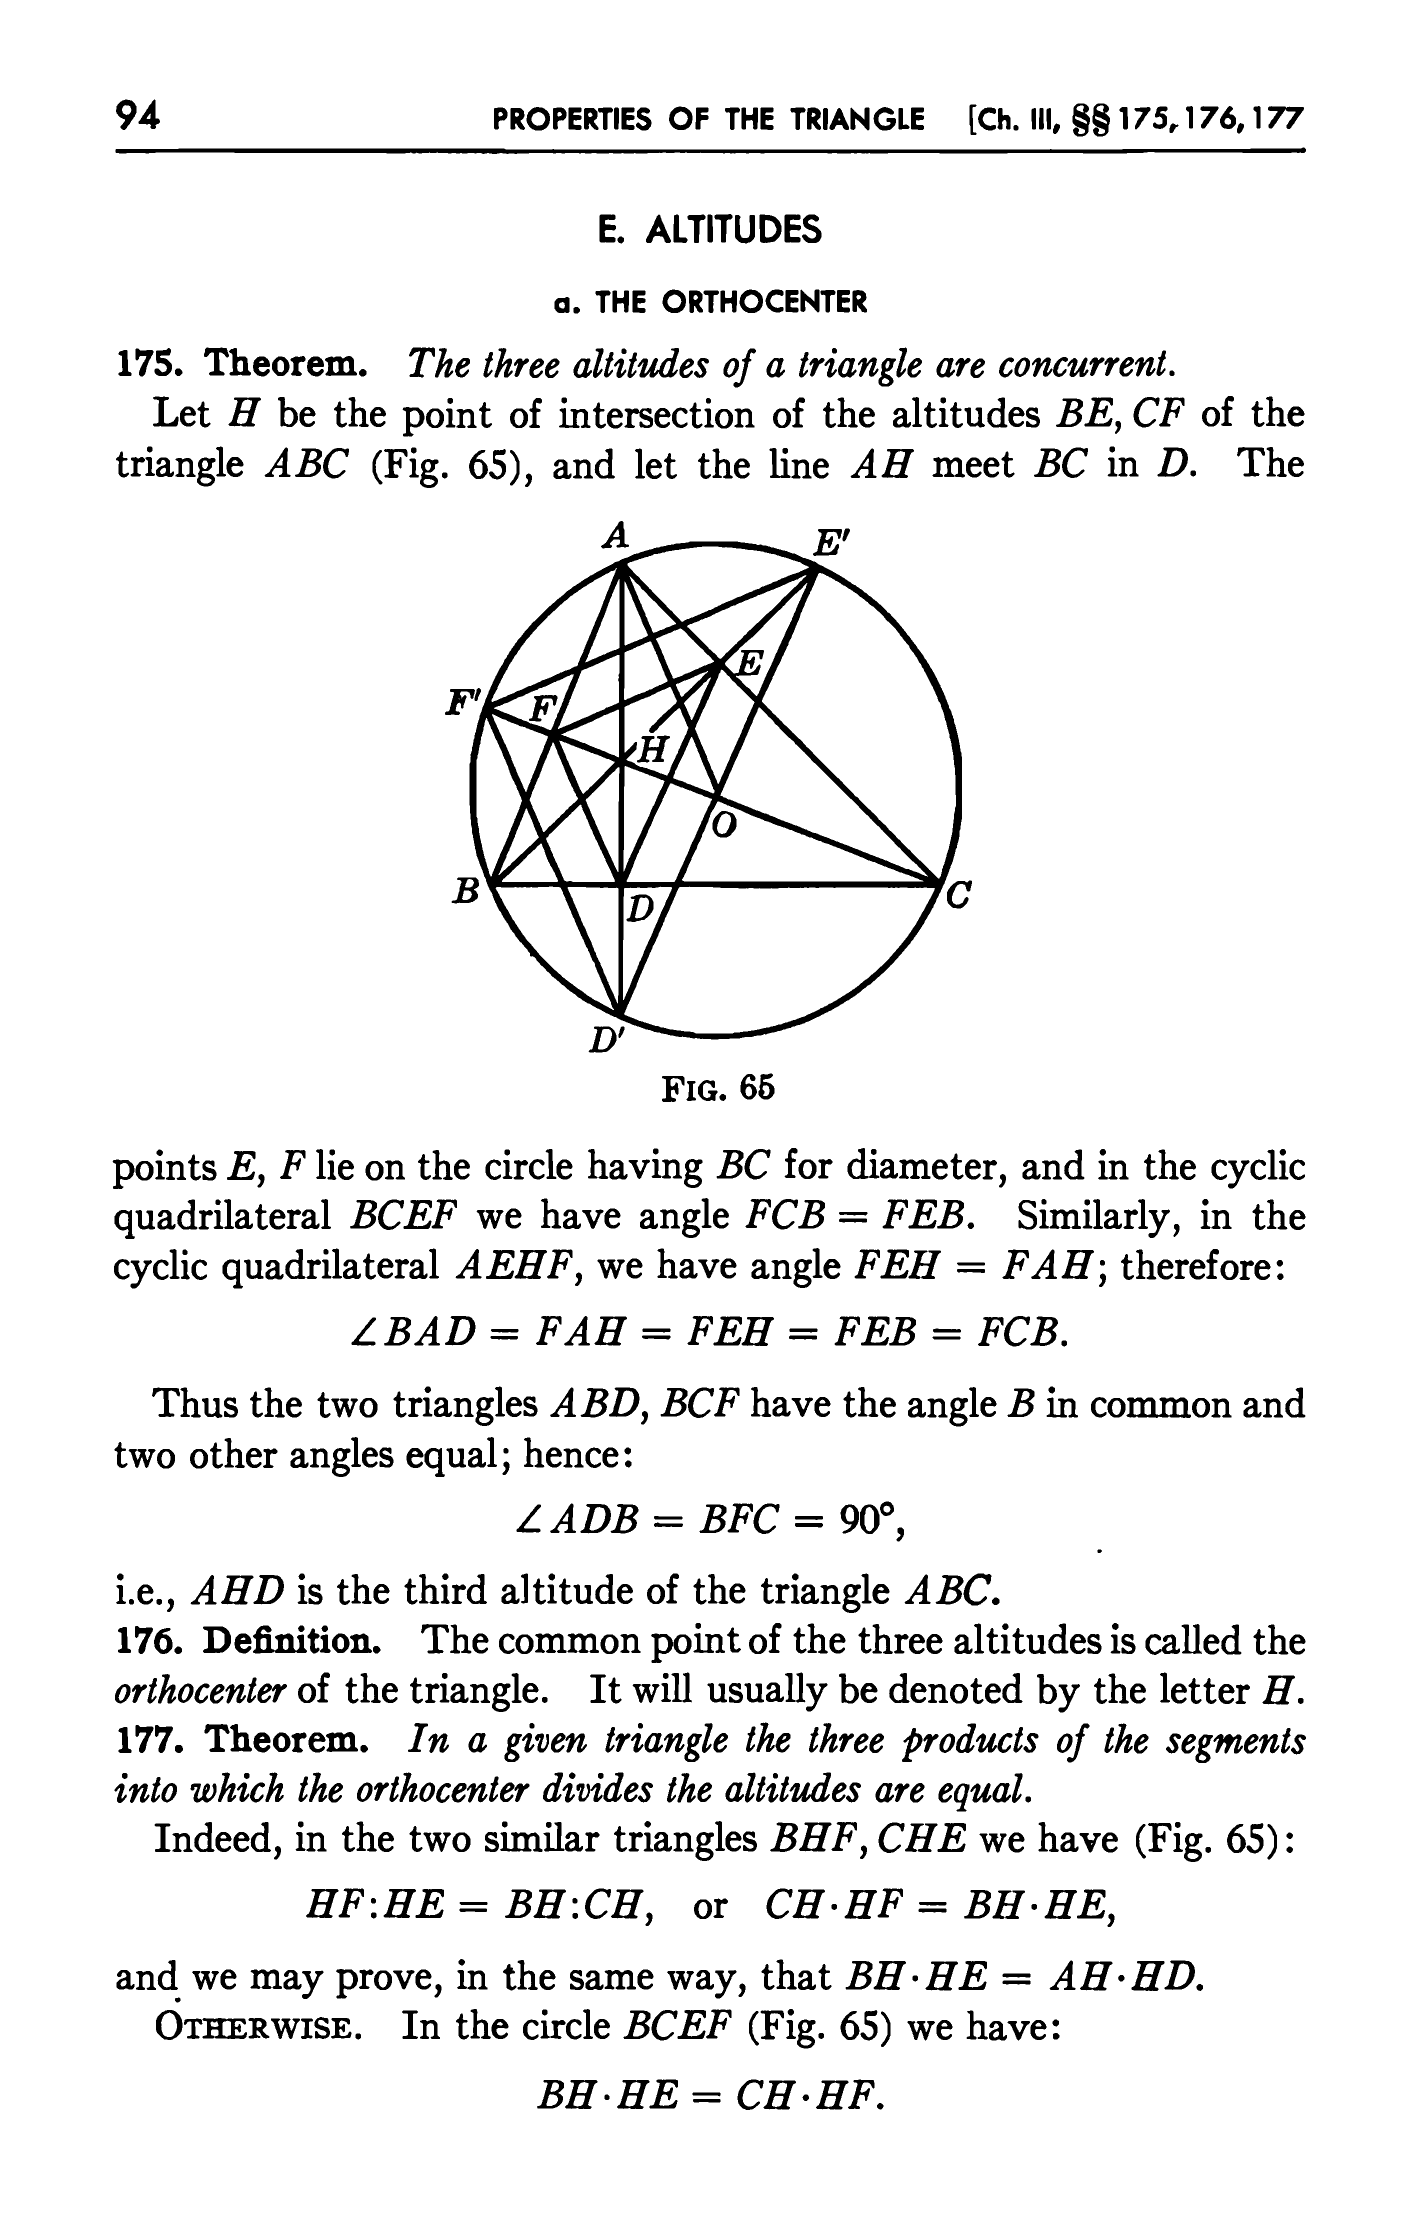 94 PROPERTIES OF THE TRIANGLE [Ch. III, §§ 175, 176, 177
E. ALTITUDES
a. THE ORTHOCENTER
175. Theorem. The three altitudes of a triangle are concurrent.
Let H be the point of intersection of the altitudes BE, CF of the
triangle ABC (Fig. 65), and let the line AH meet BC in D. The
A E'
E
F' F
H
O
B D C
D'
FIG. 65
points E, F lie on the circle having BC for diameter, and in the cyclic
quadrilateral BCEF we have angle FCB = FEB. Similarly, in the
cyclic quadrilateral AEHF, we have angle FEH = FAH; therefore:
∠BAD = FAH = FEH = FEB = FCB.
Thus the two triangles ABD, BCF have the angle B in common and
two other angles equal; hence:
∠ADB = BFC = 90°,
i.e., AHD is the third altitude of the triangle ABC.
176. Definition. The common point of the three altitudes is called the
orthocenter of the triangle. It will usually be denoted by the letter H.
177. Theorem. In a given triangle the three products of the segments
into which the orthocenter divides the altitudes are equal.
Indeed, in the two similar triangles BHF, CHE we have (Fig. 65):
HF:HE = BH:CH, or CH·HF = BH·HE,
and we may prove, in the same way, that BH·HE = AH·HD.
OTHERWISE. In the circle BCEF (Fig. 65) we have:
BH·HE = CH·HF.